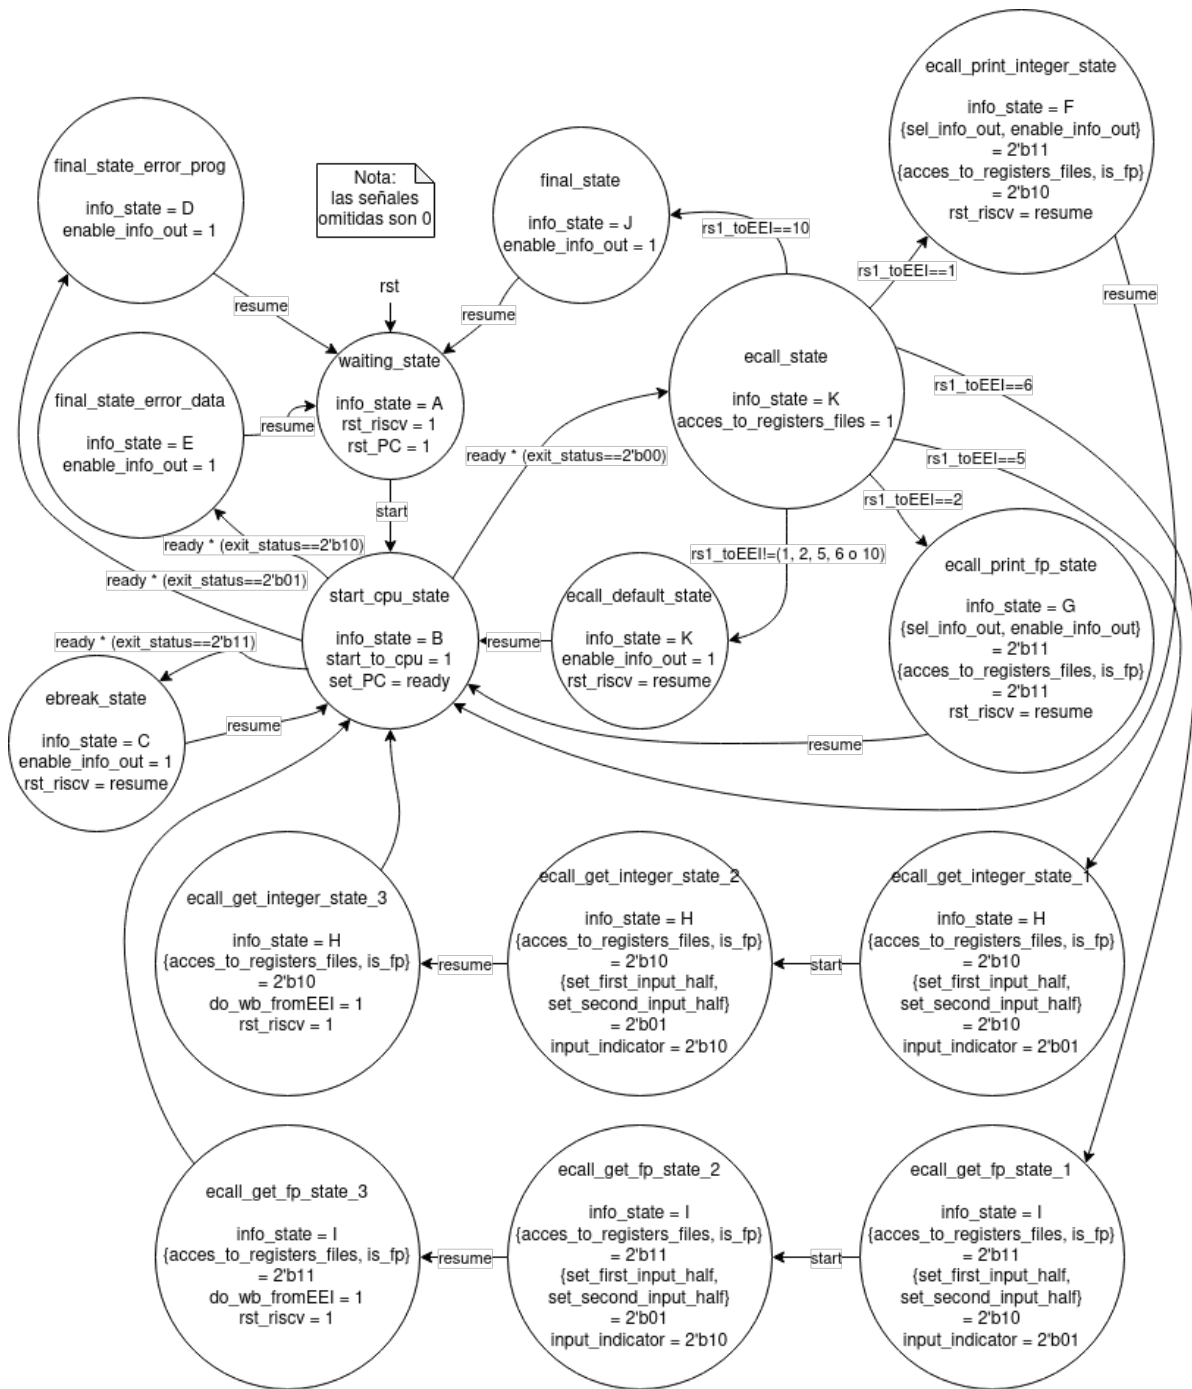 ecall_print_integer_state
info_state = F
{sel_info_out, enable_info_out}
= 2'b11
{acces_to_registers_files, is_fp}
= 2'b10
rst_riscv = resume
final_state_error_prog
info_state = D
enable_info_out = 1
Nota:
las señales
omitidas son 0
final_state
info_state = J
enable_info_out = 1
rs1_toEEI==10
rs1_toEEI==1
resume
resume
rst
resume
waiting_state
info_state = A
rst_riscv = 1
rst_PC = 1
ecall_state
info_state = K
acces_to_registers_files = 1
rs1_toEEI==6
final_state_error_data
info_state = E
enable_info_out = 1
resume
ready * (exit_status==2'b00)
rs1_toEEI==5
rs1_toEEI==2
start
ready * (exit_status==2'b10)
rs1_toEEI!=(1, 2, 5, 6 o 10)
ready * (exit_status==2'b01)
start_cpu_state
info_state = B
start_to_cpu = 1
set_PC = ready
resume
ecall_default_state
info_state = K
enable_info_out = 1
rst_riscv = resume
ecall_print_fp_state
info_state = G
{sel_info_out, enable_info_out}
= 2'b11
{acces_to_registers_files, is_fp}
= 2'b11
rst_riscv = resume
ready * (exit_status==2'b11)
ebreak_state
info_state = C
enable_info_out = 1
rst_riscv = resume
resume
resume
ecall_get_integer_state_3
info_state = H
{acces_to_registers_files, is_fp}
= 2'b10
do_wb_fromEEI = 1
rst_riscv = 1
resume
ecall_get_integer_state_2
info_state = H
{acces_to_registers_files, is_fp}
= 2'b10
{set_first_input_half,
set_second_input_half}
= 2'b01
input_indicator = 2'b10
start
ecall_get_integer_state_1
info_state = H
{acces_to_registers_files, is_fp}
= 2'b10
{set_first_input_half,
set_second_input_half}
= 2'b10
input_indicator = 2'b01
ecall_get_fp_state_3
info_state = I
{acces_to_registers_files, is_fp}
= 2'b11
do_wb_fromEEI = 1
rst_riscv = 1
resume
ecall_get_fp_state_2
info_state = I
{acces_to_registers_files, is_fp}
= 2'b11
{set_first_input_half,
set_second_input_half}
= 2'b01
input_indicator = 2'b10
start
ecall_get_fp_state_1
info_state = I
{acces_to_registers_files, is_fp}
= 2'b11
{set_first_input_half,
set_second_input_half}
= 2'b10
input_indicator = 2'b01